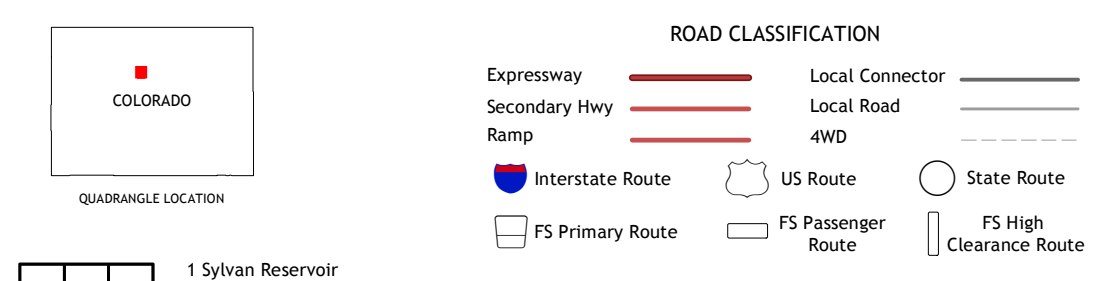 COLORADO
QUADRANGLE LOCATION
1 Sylvan Reservoir
ROAD CLASSIFICATION
Expressway
Local Connector
Secondary Hwy
Local Road
Ramp
4WD
Interstate Route
US Route
State Route
FS Primary Route
FS Passenger
Route
FS High
Clearance Route